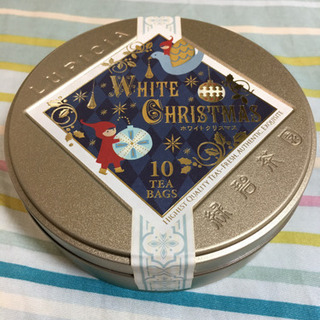 LUPICIA
WHITE
CHRISTMAS
ホワイトクリスマス
10
TEA
BAGS
HIGHEST QUALITY TEAS-FRESH, AUTHENTIC, EXQUISITE
緑碧茶園